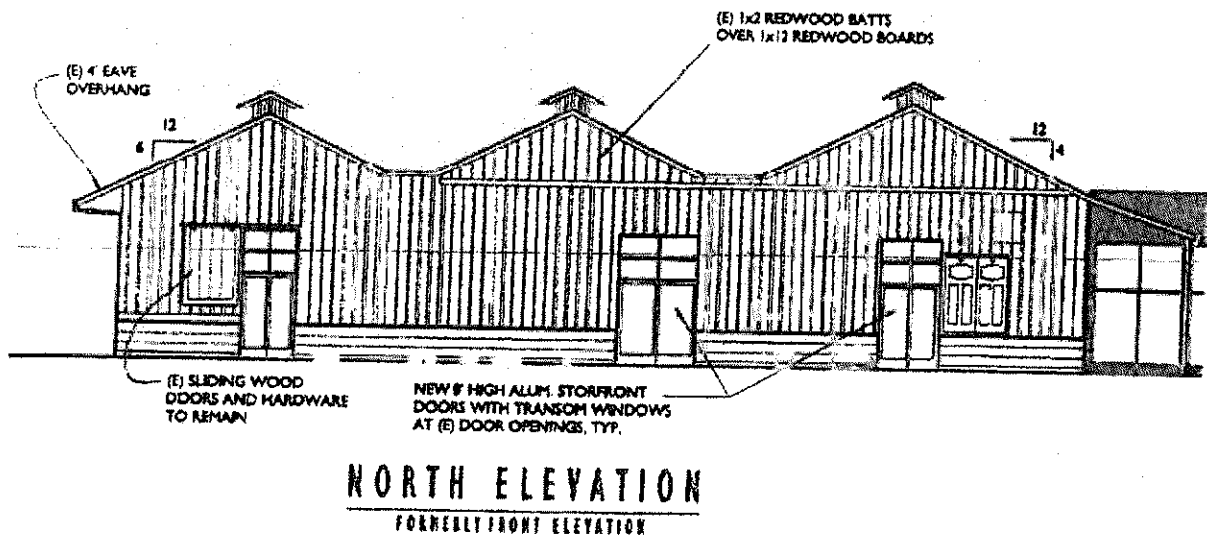 (E) 1x2 REDWOOD BATTS
OVER 1x12 REDWOOD BOARDS
(E) 4' EAVE
OVERHANG
12
6
12
4
(E) SLIDING WOOD
DOORS AND HARDWARE
TO REMAIN
NEW 8' HIGH ALUM. STORFRONT
DOORS WITH TRANSOM WINDOWS
AT (E) DOOR OPENINGS, TYP.
NORTH ELEVATION
FORMERLY FRONT ELEVATION